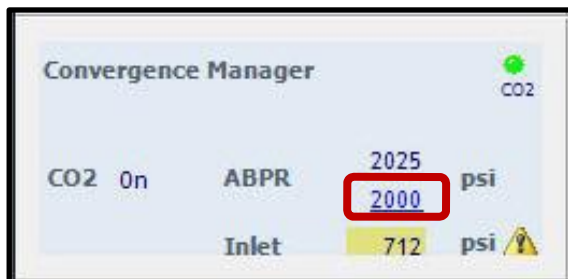 Convergence Manager
CO2
2025
CO2 On ABPR psi
2000
Inlet 712 psi